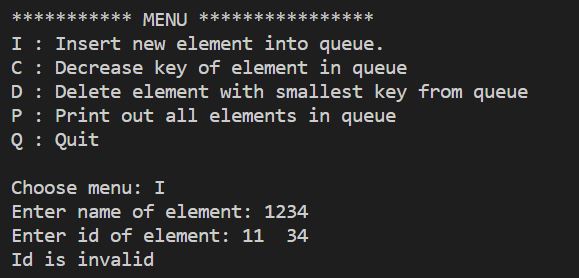 *********** MENU ****************
I : Insert new element into queue.
C : Decrease key of element in queue
D : Delete element with smallest key from queue
P : Print out all elements in queue
Q : Quit
Choose menu: I
Enter name of element: 1234
Enter id of element: 11  34
Id is invalid